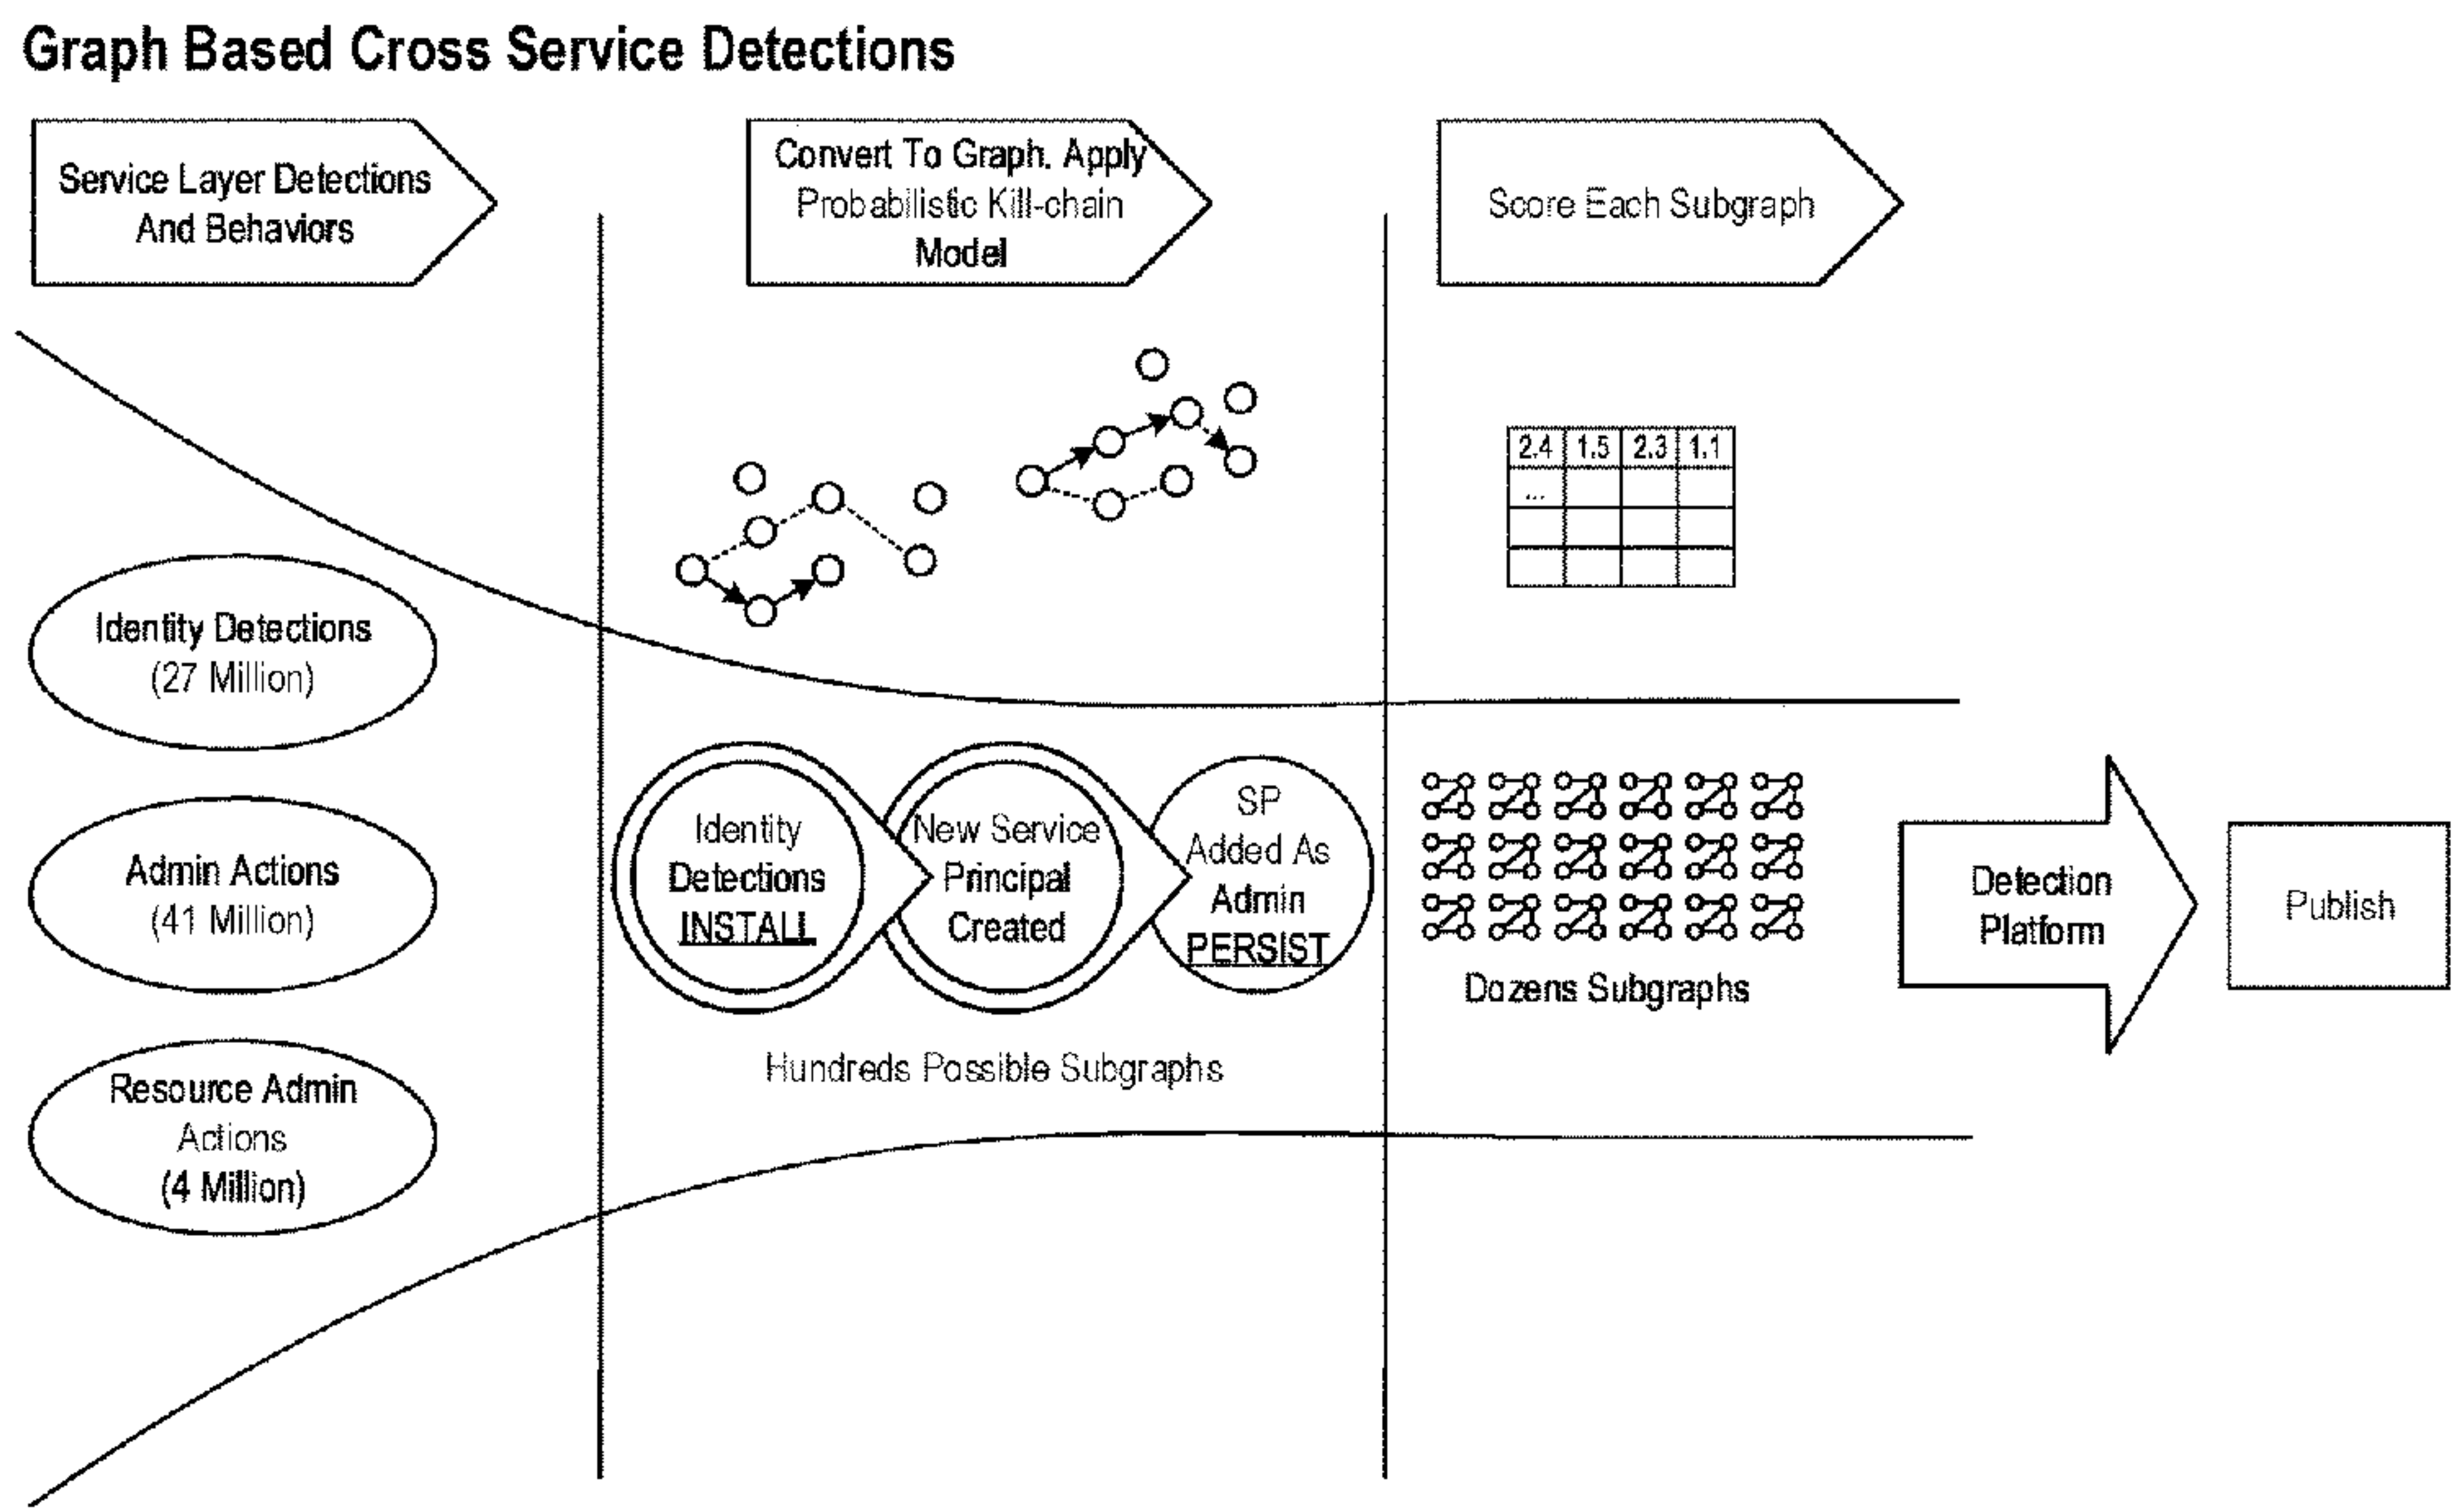 Graph Based Cross Service Detections
Service Layer Detections
And Behaviors
Convert To Graph. Apply
Probabilistic Kill-chain
Model
Score Each Subgraph
2.4 1.5 2.3 1.1
...
Identity Detections
(27 Million)
Admin Actions
(41 Million)
Resource Admin
Actions
(4 Million)
Identity
Detections
INSTALL
New Service
Principal
Created
SP
Added As
Admin
PERSIST
Hundreds Possible Subgraphs
Dozens Subgraphs
Detection
Platform
Publish